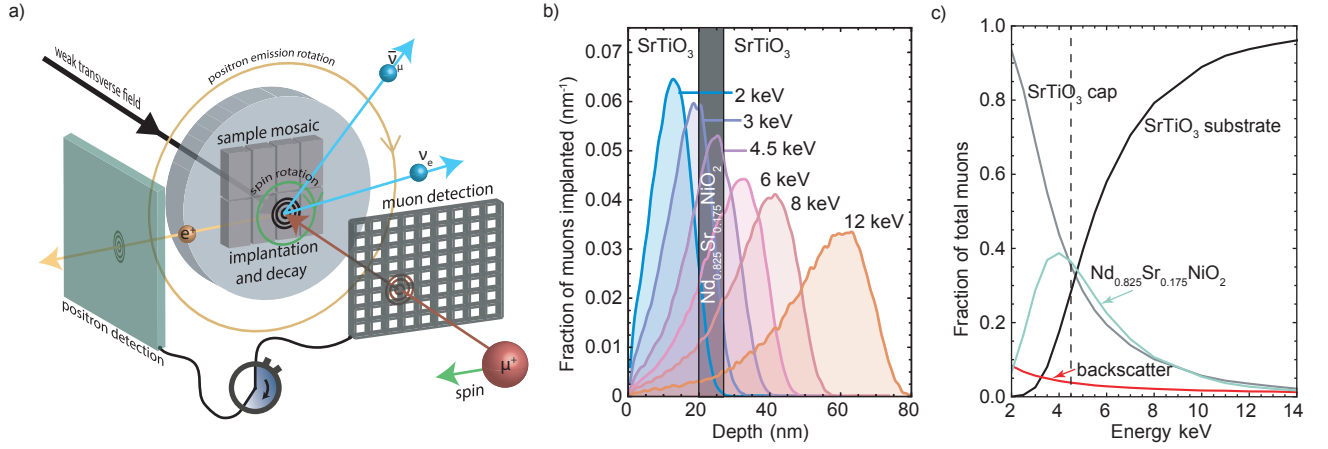 a)
weak transverse field
positron emission rotation
ν̄μ
sample mosaic
νe
spin rotation
muon detection
e⁺
implantation
and decay
positron detection
μ⁺
spin
b)
Fraction of muons implanted (nm⁻¹)
0.07
0.06
0.05
0.04
0.03
0.02
0.01
0
SrTiO₃
SrTiO₃
Nd₀.₈₂₅Sr₀.₁₇₅NiO₂
2 keV
3 keV
4.5 keV
6 keV
8 keV
12 keV
0 20 40 60 80
Depth (nm)
c)
Fraction of total muons
1.0
0.8
0.6
0.4
0.2
0.0
SrTiO₃ cap
SrTiO₃ substrate
Nd₀.₈₂₅Sr₀.₁₇₅NiO₂
backscatter
2 4 6 8 10 12 14
Energy keV